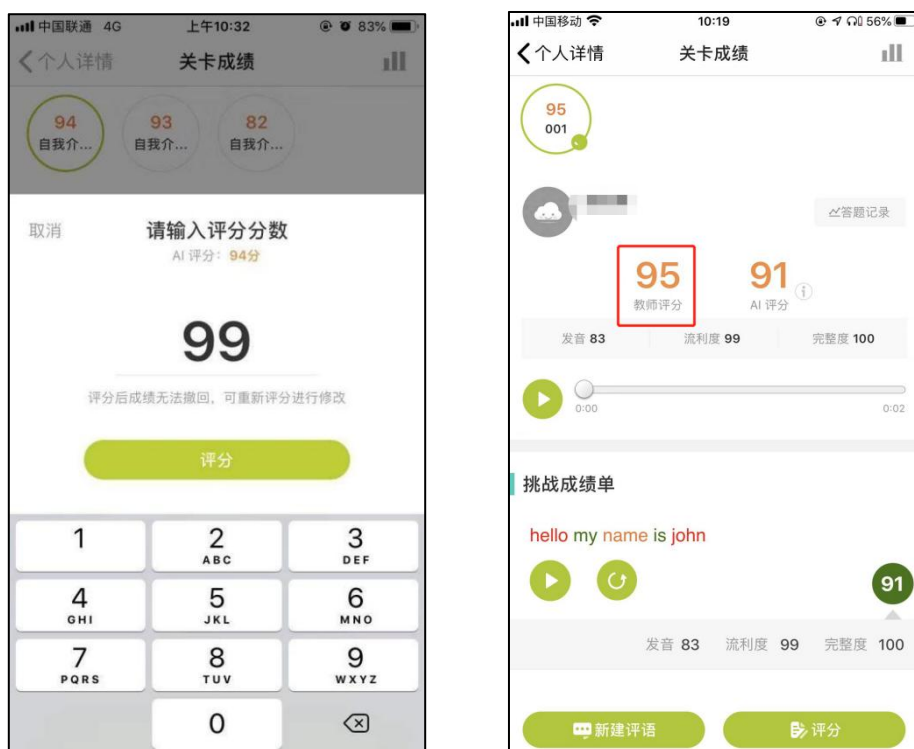 中国联通 4G 上午10:32 83%
个人详情 关卡成绩
94 93 82
自我介... 自我介... 自我介...
取消 请输入评分分数
AI 评分：94分
99
评分后成绩无法撤回，可重新评分进行修改
评分
1 2 3
ABC DEF
4 5 6
GHI JKL MNO
7 8 9
PQRS TUV WXYZ
0
中国移动 10:19 56%
个人详情 关卡成绩
95
001
答题记录
95 91
教师评分 AI 评分
发音 83 流利度 99 完整度 100
0:00 0:02
挑战成绩单
hello my name is john
91
发音 83 流利度 99 完整度 100
新建评语 评分